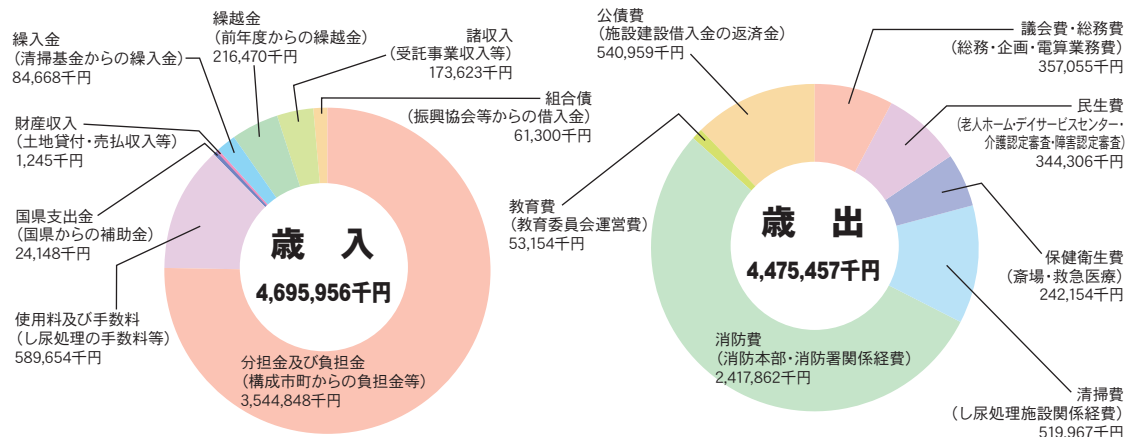 繰越金
(前年度からの繰越金)
216,470千円
諸収入
(受託事業収入等)
173,623千円
繰入金
(清掃基金からの繰入金)
84,668千円
組合債
(振興協会等からの借入金)
61,300千円
財産収入
(土地貸付・売払収入等)
1,245千円
国県支出金
(国県からの補助金)
24,148千円
使用料及び手数料
(し尿処理の手数料等)
589,654千円
歳 入
4,695,956千円
分担金及び負担金
(構成市町からの負担金等)
3,544,848千円
公債費
(施設建設借入金の返済金)
540,959千円
議会費・総務費
(総務・企画・電算業務費)
357,055千円
民生費
(老人ホーム・デイサービスセンター・
介護認定審査・障害認定審査)
344,306千円
教育費
(教育委員会運営費)
53,154千円
歳 出
4,475,457千円
保健衛生費
(斎場・救急医療)
242,154千円
消防費
(消防本部・消防署関係経費)
2,417,862千円
清掃費
(し尿処理施設関係経費)
519,967千円